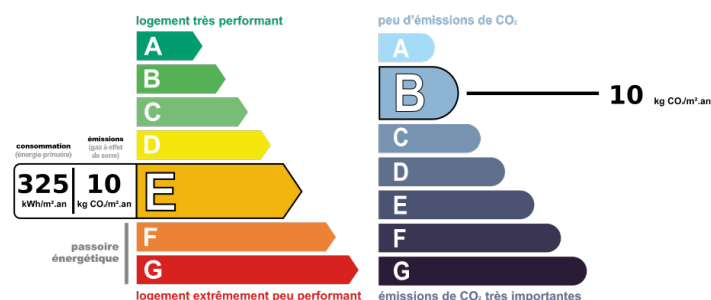 logement très performant
A
B
C
D
consommation
(énergie primaire)
émissions
(gaz à effet
de serre)
325
kWh/m².an
10
kg CO₂/m².an
E
F
G
passoire
énergétique
logement extrêmement peu performant
peu d'émissions de CO₂
A
B
10
kg CO₂/m².an
C
D
E
F
G
émissions de CO₂ très importantes